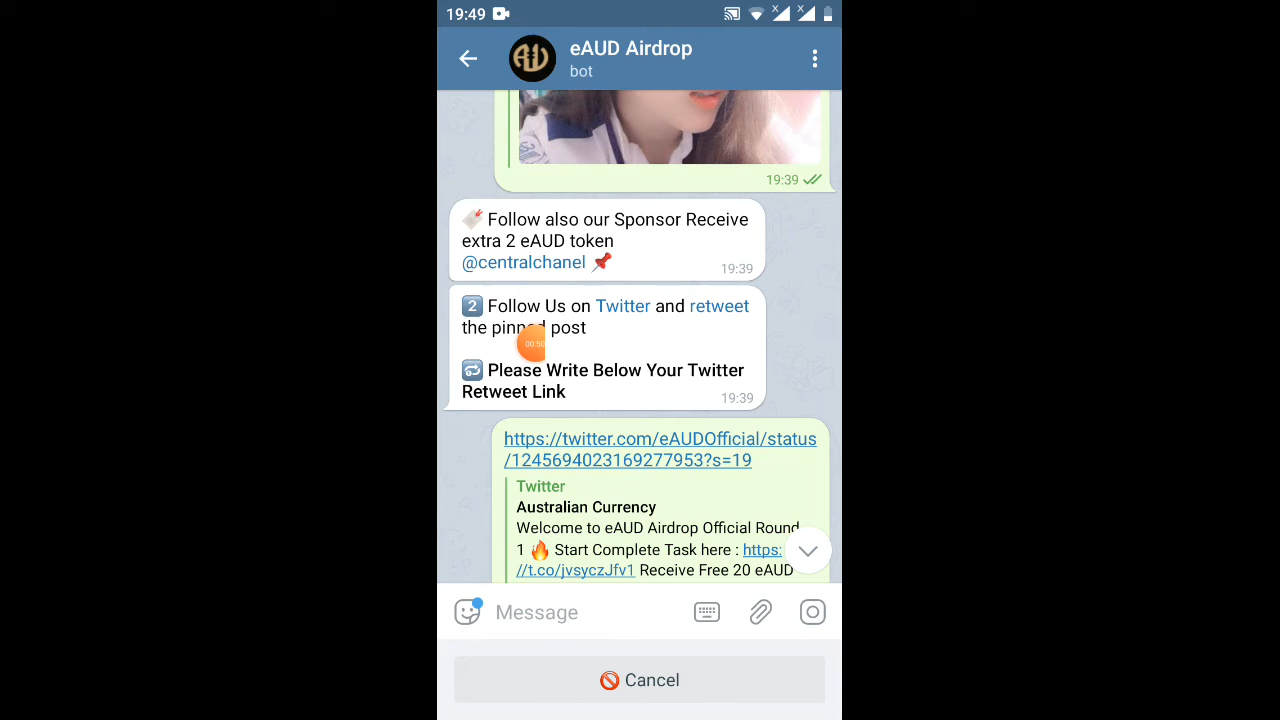 19:49
eAUD Airdrop
bot
19:39
Follow also our Sponsor Receive
extra 2 eAUD token
@centralchanel
19:39
2 Follow Us on Twitter and retweet
the pinned post
00:50
Please Write Below Your Twitter
Retweet Link
19:39
https://twitter.com/eAUDOfficial/status
/1245694023169277953?s=19
Twitter
Australian Currency
Welcome to eAUD Airdrop Official Round
1 🔥 Start Complete Task here : https:
//t.co/jvsyczJfv1 Receive Free 20 eAUD
Message
Cancel